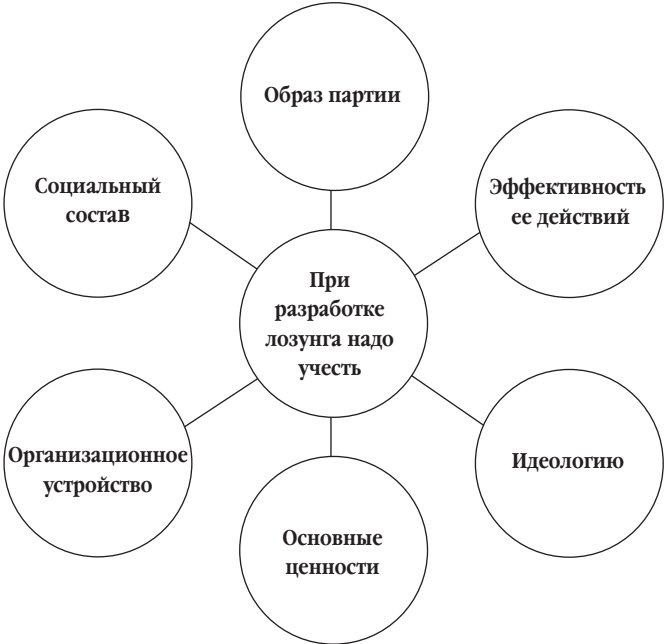 Образ партии
Социальный
состав
Эффективность
ее действий
При
разработке
лозунга надо
учесть
Организационное
устройство
Идеологию
Основные
ценности